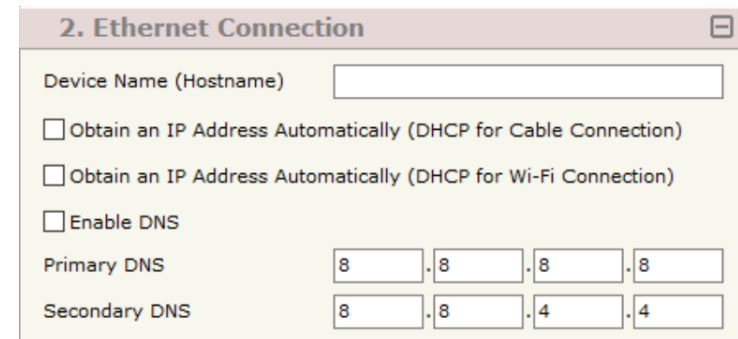 2. Ethernet Connection
Device Name (Hostname)
Obtain an IP Address Automatically (DHCP for Cable Connection)
Obtain an IP Address Automatically (DHCP for Wi-Fi Connection)
Enable DNS
Primary DNS 8 . 8 . 8 . 8
Secondary DNS 8 . 8 . 4 . 4